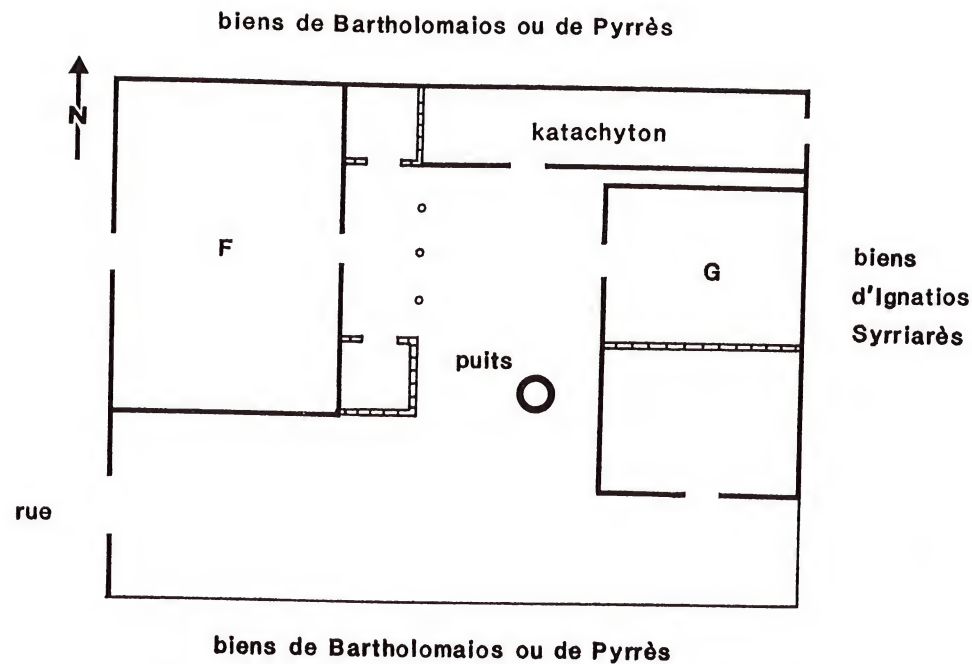 biens de Bartholomaios ou de Pyrrès
N
katachyton
F
G
biens
d'Ignatios
Syrriarès
puits
rue
biens de Bartholomaios ou de Pyrrès